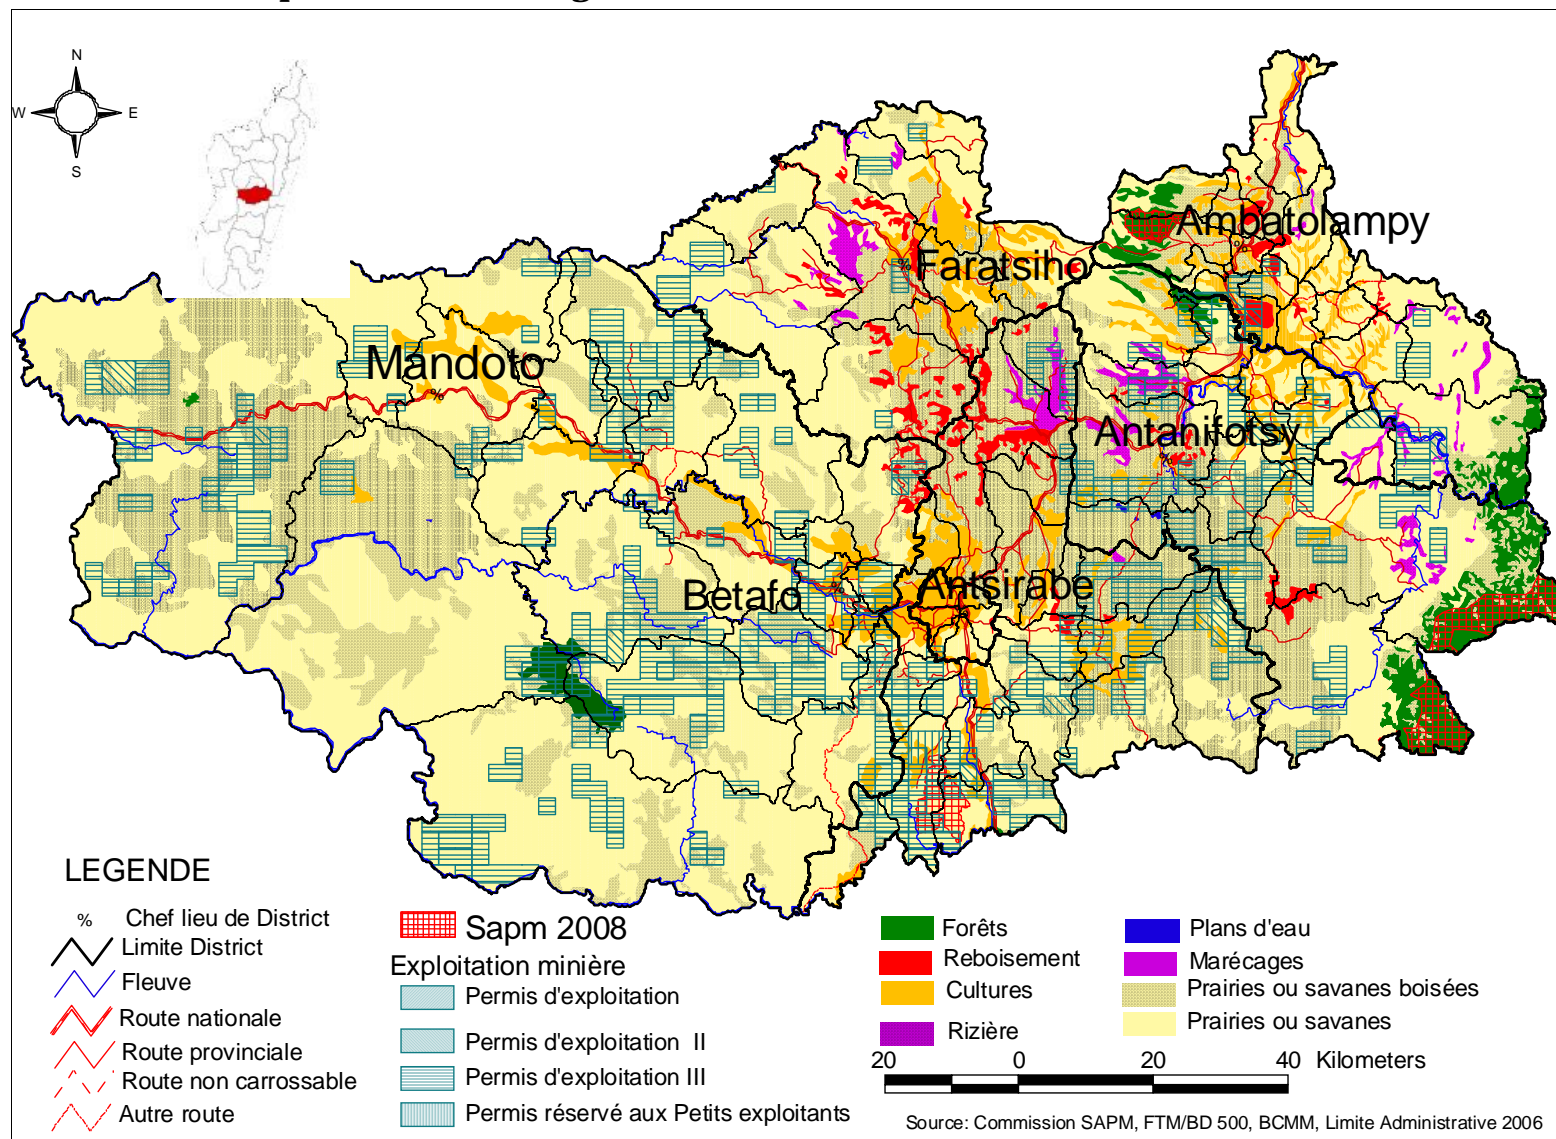 N
W E
S
Ambatolampy
Faratsiho
Mandoto
Antanifotsy
Betafo
Antsirabe
LEGENDE
% Chef lieu de District
Limite District
Fleuve
Route nationale
Route provinciale
Route non carrossable
Autre route
Sapm 2008
Exploitation minière
Permis d'exploitation
Permis d'exploitation II
Permis d'exploitation III
Permis réservé aux Petits exploitants
Forêts
Reboisement
Cultures
Rizière
Plans d'eau
Marécages
Prairies ou savanes boisées
Prairies ou savanes
20 0 20 40 Kilometers
Source: Commission SAPM, FTM/BD 500, BCMM, Limite Administrative 2006